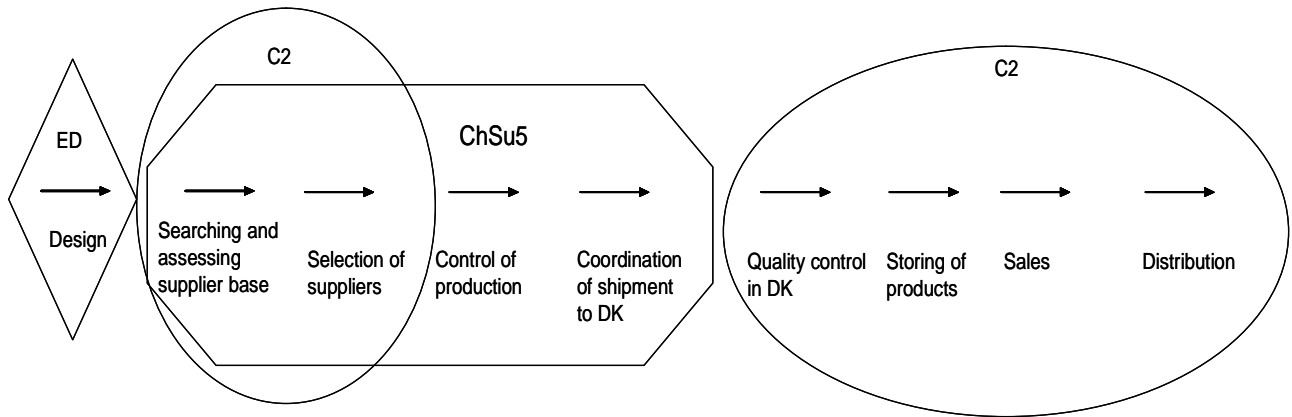 C2
C2
ED
ChSu5
Design
Searching and
assessing
supplier base
Selection of
suppliers
Control of
production
Coordination
of shipment
to DK
Quality control
in DK
Storing of
products
Sales
Distribution